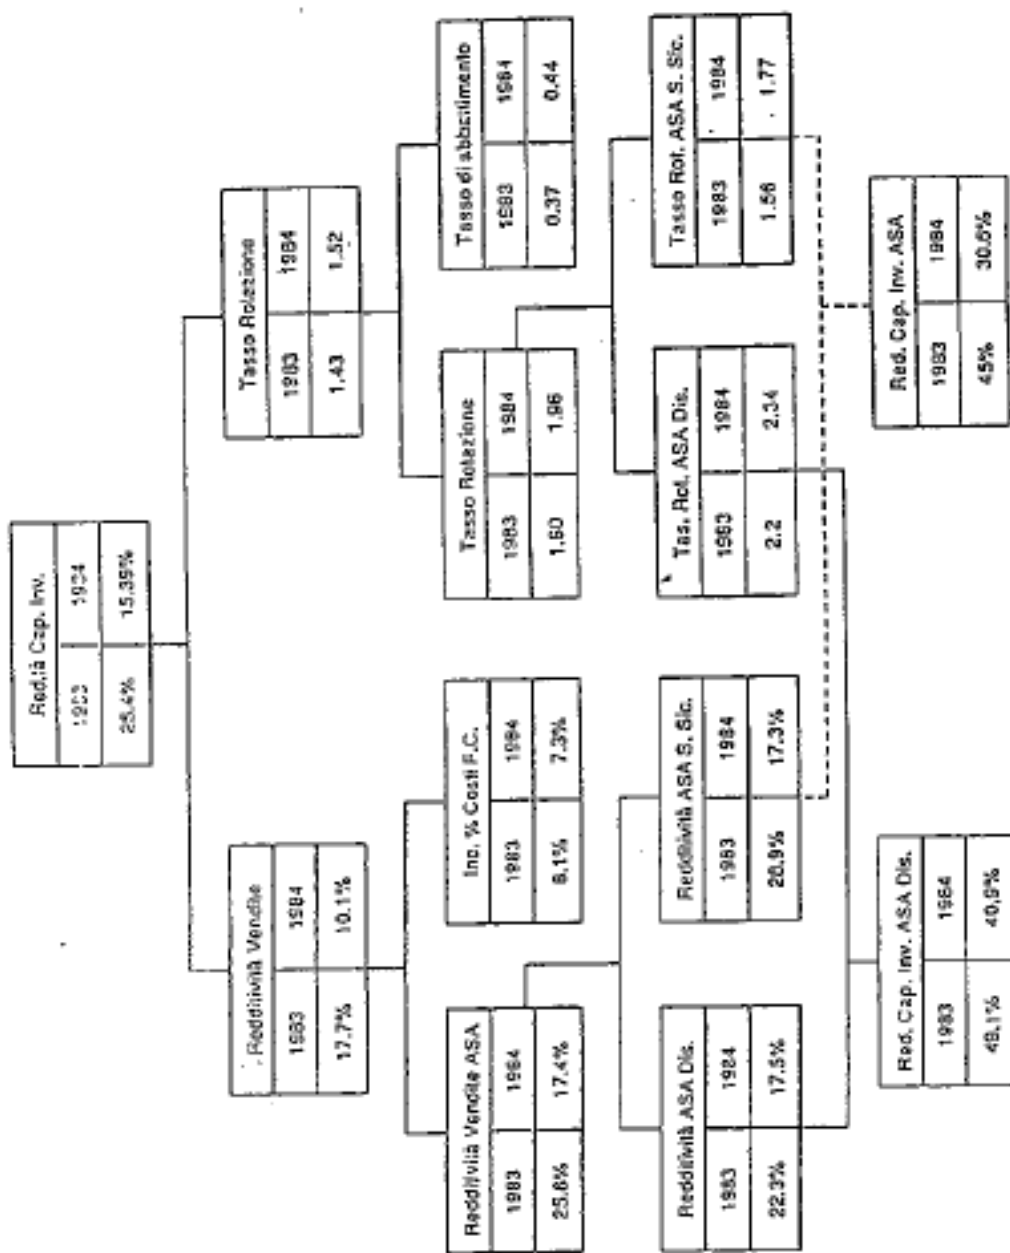 Red.tà Cap. Inv.
1983 1984
25.4% 15.35%
Redditività Vendite
1983 1984
17.7% 10.1%
Tasso Rotazione
1983 1984
1.43 1.52
Redditività Vendite ASA
1983 1984
25.8% 17.4%
Inc. % Costi F.C.
1983 1984
8.1% 7.3%
Tasso Rotazione
1983 1984
1.60 1.96
Tasso di abbattimento
1983 1984
0.37 0.44
Redditività ASA Dis.
1983 1984
22.3% 17.5%
Redditività ASA S. Sic.
1983 1984
28.9% 17.3%
Tas. Rot. ASA Dis.
1983 1984
2.2 2.34
Tasso Rot. ASA S. Sic.
1983 1984
1.56 1.77
Red. Cap. Inv. ASA Dis.
1983 1984
49.1% 40.9%
Red. Cap. Inv. ASA
1983 1984
45% 30.6%